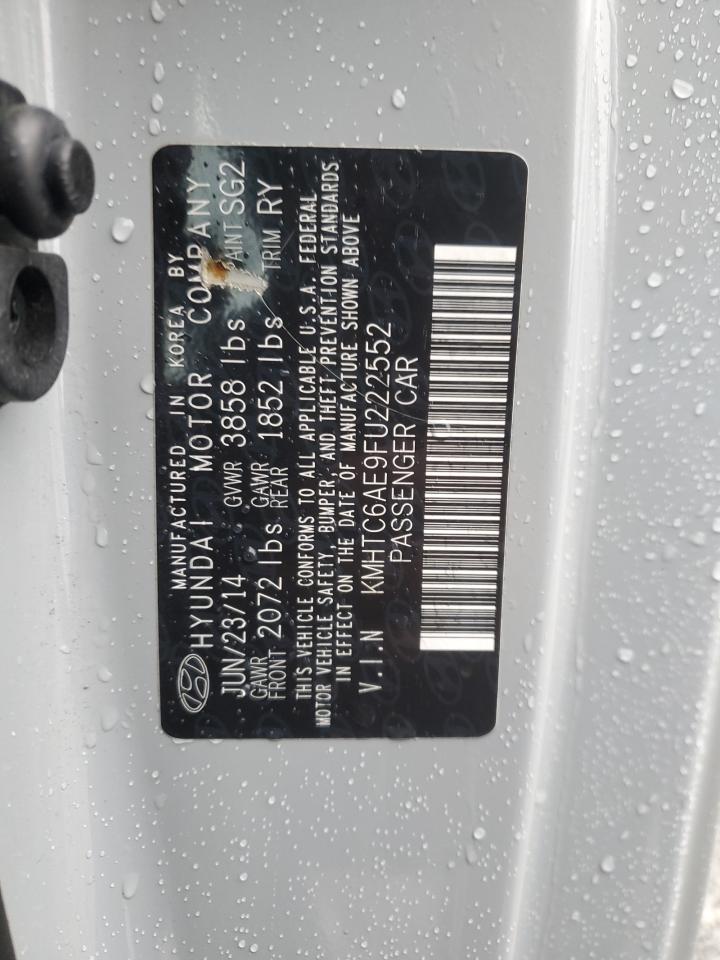 MANUFACTURED IN KOREA BY
HYUNDAI MOTOR COMPANY
JUN/23/14 GVWR 3858 lbs PAINT SG2
GAWR FRONT 2072 lbs GAWR REAR 1852 lbs TRIM RY
THIS VEHICLE CONFORMS TO ALL APPLICABLE U.S.A. FEDERAL
MOTOR VEHICLE SAFETY, BUMPER, AND THEFT PREVENTION STANDARDS
IN EFFECT ON THE DATE OF MANUFACTURE SHOWN ABOVE
V.I.N KMHTC6AE9FU222552
PASSENGER CAR